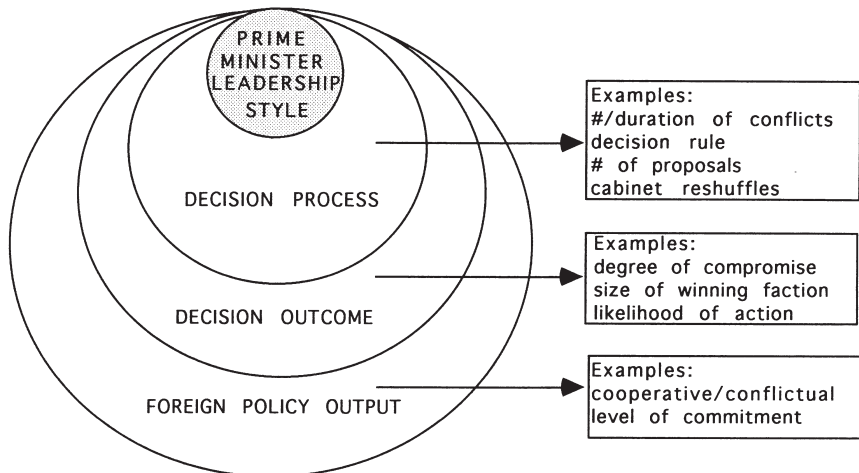 PRIME
MINISTER
LEADERSHIP
STYLE
DECISION PROCESS
DECISION OUTCOME
FOREIGN POLICY OUTPUT
Examples:
#/duration of conflicts
decision rule
# of proposals
cabinet reshuffles
Examples:
degree of compromise
size of winning faction
likelihood of action
Examples:
cooperative/conflictual
level of commitment